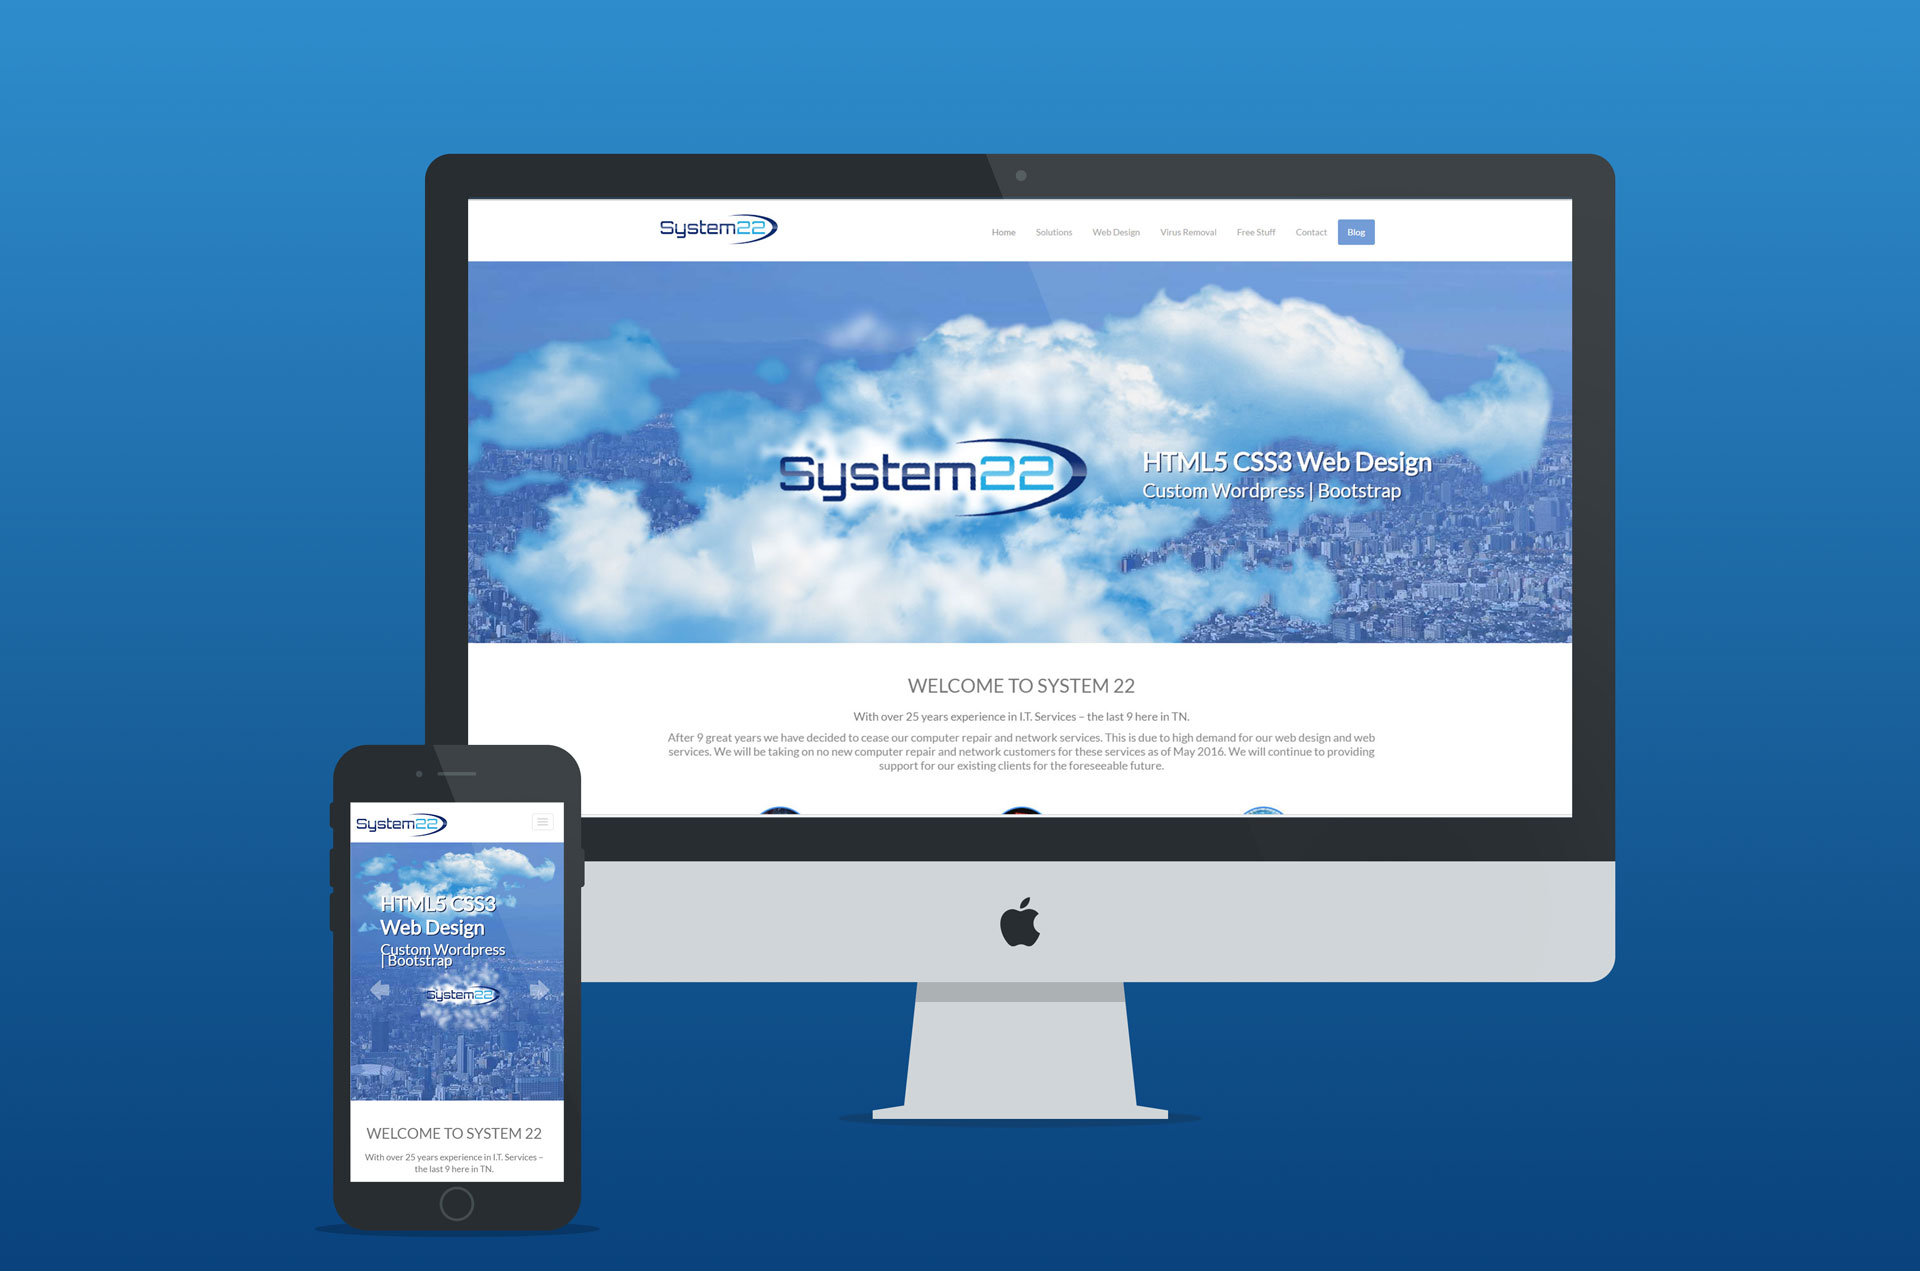 System22
Home Solutions Web Design Virus Removal Free Stuff Contact Blog
System22
HTML5 CSS3 Web Design
Custom Wordpress | Bootstrap
WELCOME TO SYSTEM 22
With over 25 years experience in I.T. Services – the last 9 here in TN.
After 9 great years we have decided to cease our computer repair and network services. This is due to high demand for our web design and web
services. We will be taking on no new computer repair and network customers for these services as of May 2016. We will continue to providing
support for our existing clients for the foreseeable future.
System22
HTML5 CSS3
Web Design
Custom Wordpress
| Bootstrap
System22
WELCOME TO SYSTEM 22
With over 25 years experience in I.T. Services –
the last 9 here in TN.